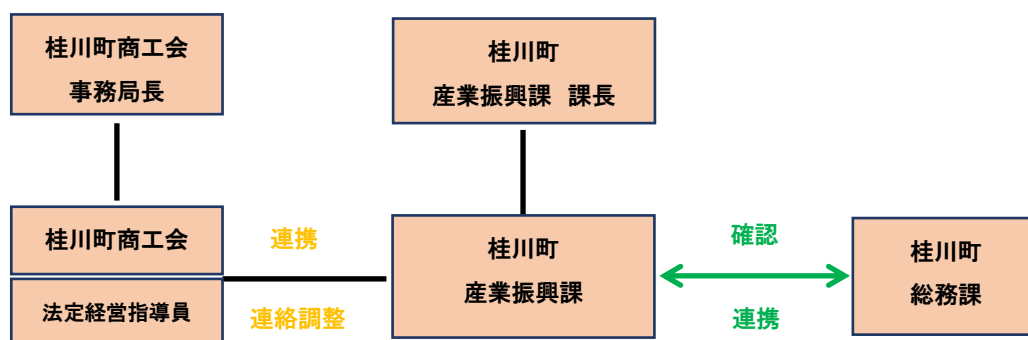 桂川町商工会
事務局長
桂川町
産業振興課　課長
桂川町商工会
法定経営指導員
連携
連絡調整
桂川町
産業振興課
確認
連携
桂川町
総務課